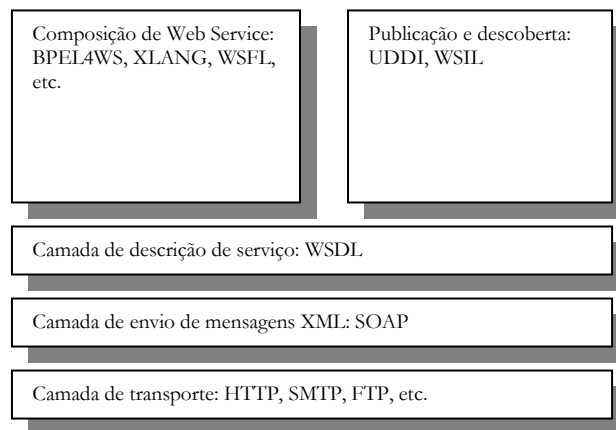 Composição de Web Service:
BPEL4WS, XLANG, WSFL,
etc.
Publicação e descoberta:
UDDI, WSIL
Camada de descrição de serviço: WSDL
Camada de envio de mensagens XML: SOAP
Camada de transporte: HTTP, SMTP, FTP, etc.